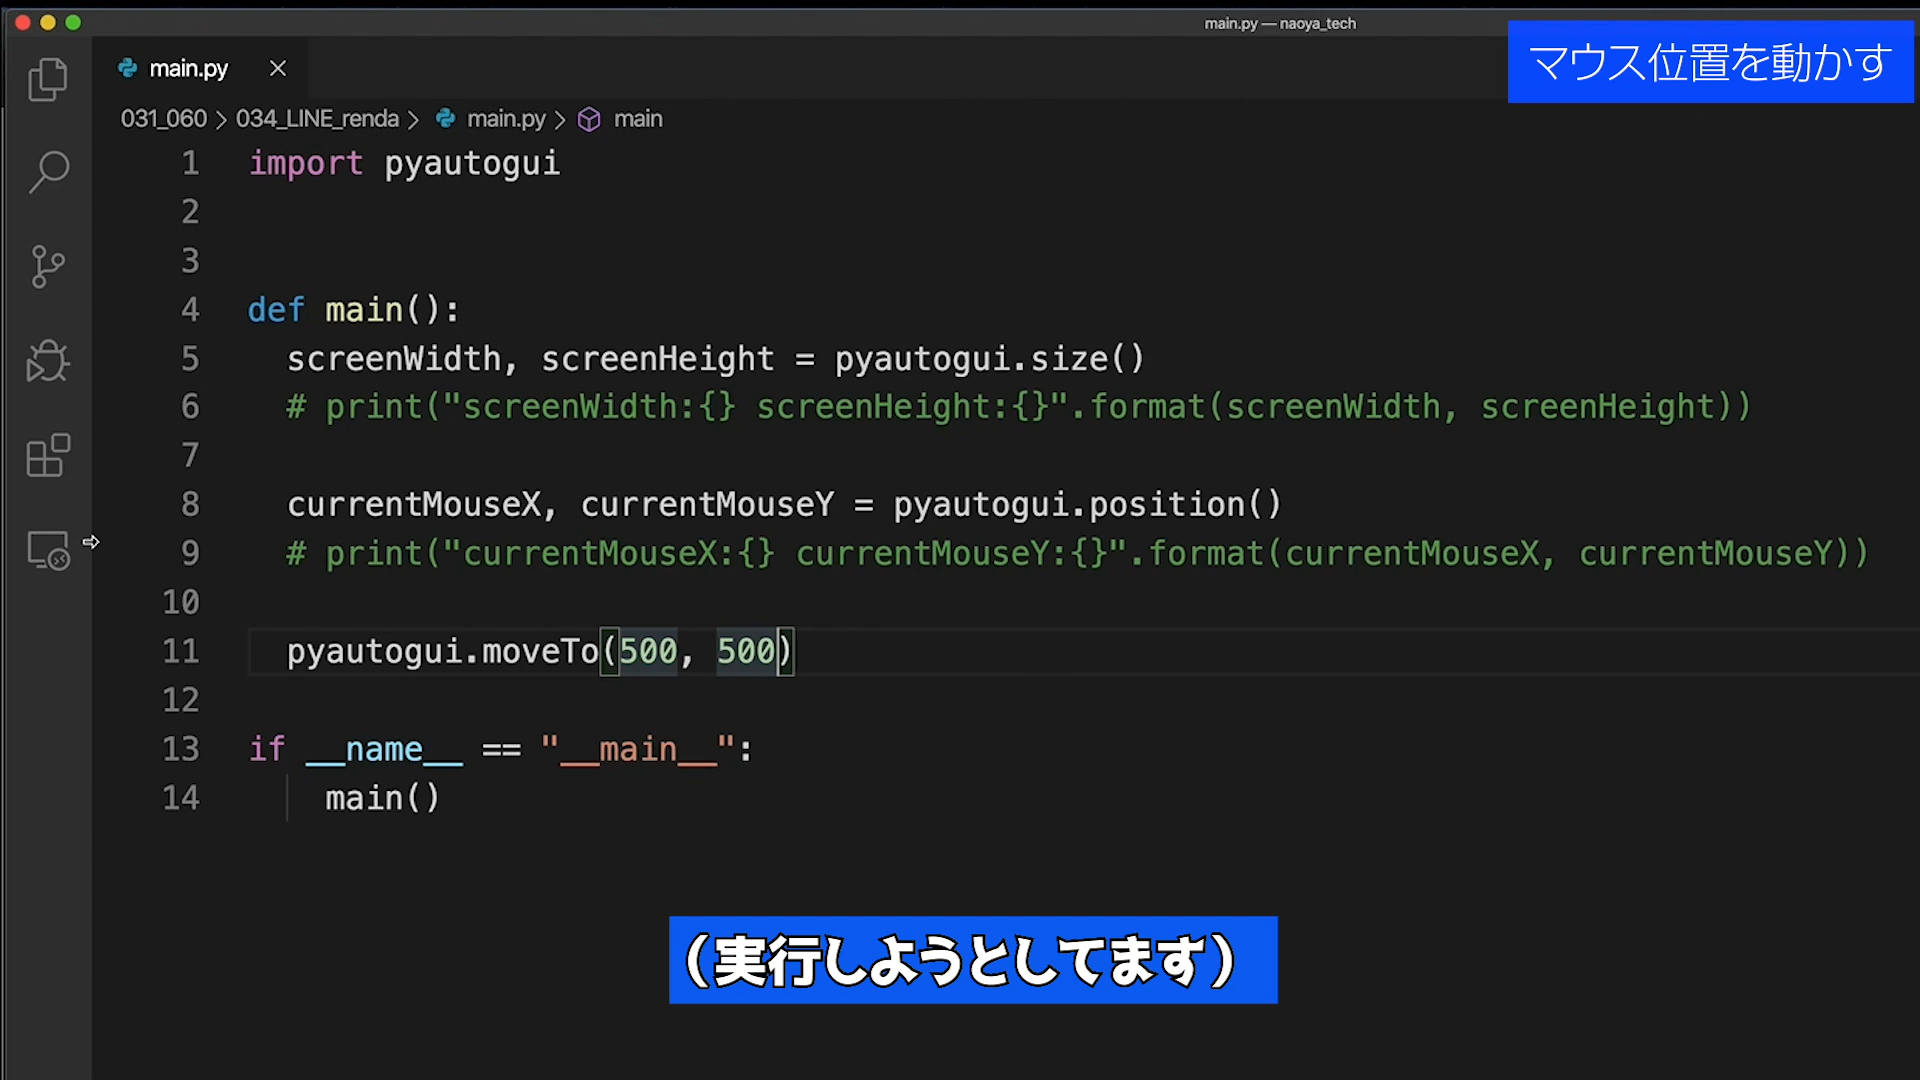 main.py — naoya_tech
マウス位置を動かす
main.py
031_060 > 034_LINE_renda > main.py > main
1 import pyautogui
2
3
4 def main():
5 screenWidth, screenHeight = pyautogui.size()
6 # print("screenWidth:{} screenHeight:{}".format(screenWidth, screenHeight))
7
8 currentMouseX, currentMouseY = pyautogui.position()
9 # print("currentMouseX:{} currentMouseY:{}".format(currentMouseX, currentMouseY))
10
11 pyautogui.moveTo(500, 500)
12
13 if __name__ == "__main__":
14 main()
（実行しようとしてます）